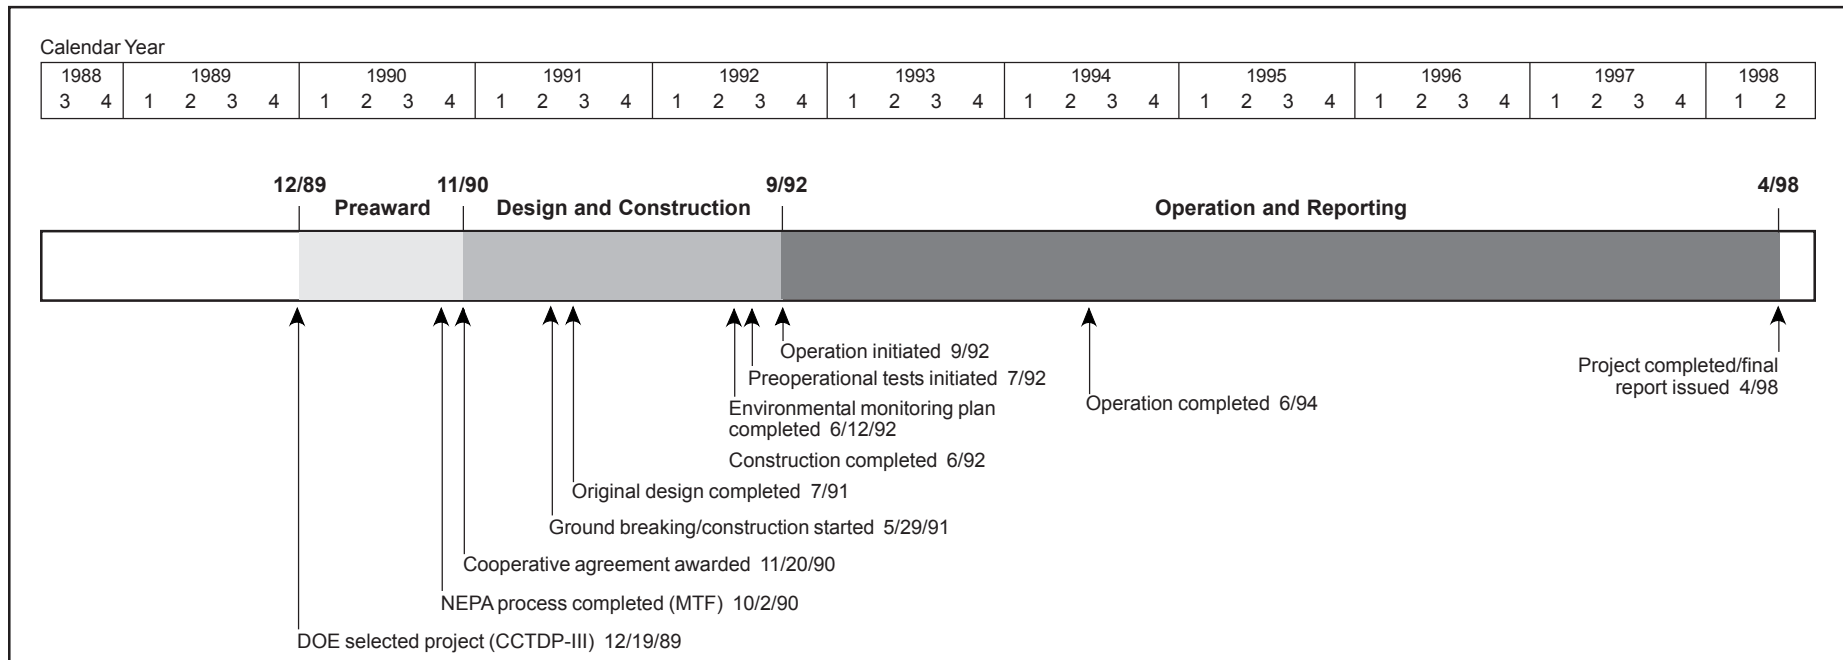 Calendar Year
1988 1989 1990 1991 1992 1993 1994 1995 1996 1997 1998
3 4 1 2 3 4 1 2 3 4 1 2 3 4 1 2 3 4 1 2 3 4 1 2 3 4 1 2 3 4 1 2 3 4 1 2 3 4 1 2
12/89 11/90 9/92 4/98
Preaward Design and Construction Operation and Reporting
Operation initiated 9/92
Preoperational tests initiated 7/92
Environmental monitoring plan
completed 6/12/92
Construction completed 6/92
Original design completed 7/91
Ground breaking/construction started 5/29/91
Cooperative agreement awarded 11/20/90
NEPA process completed (MTF) 10/2/90
DOE selected project (CCTDP-III) 12/19/89
Operation completed 6/94
Project completed/final
report issued 4/98